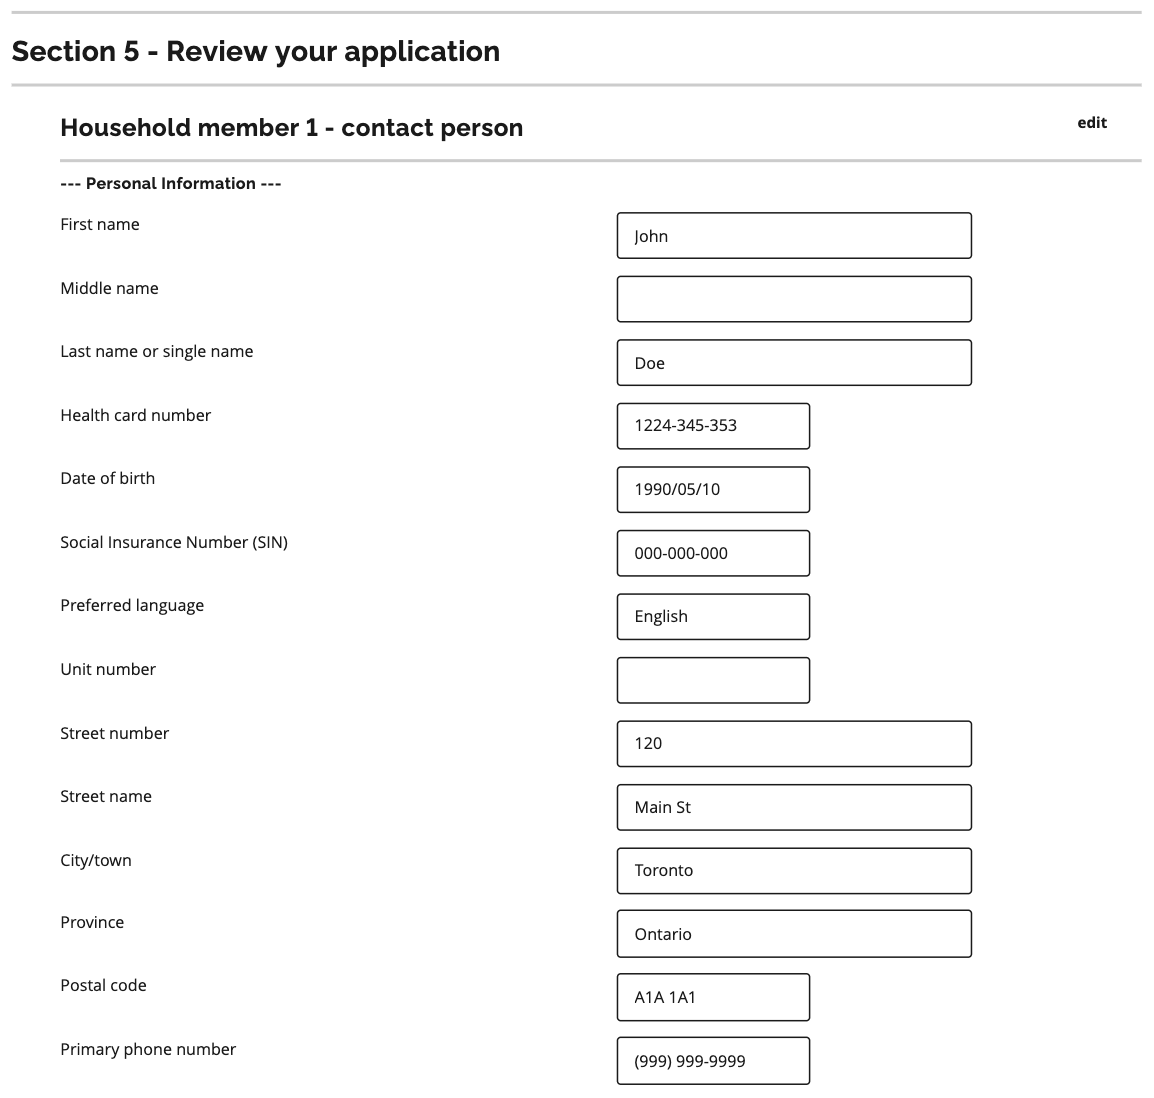 Section 5 - Review your application
Household member 1 - contact person
edit
--- Personal Information ---
First name
John
Middle name
Last name or single name
Doe
Health card number
1224-345-353
Date of birth
1990/05/10
Social Insurance Number (SIN)
000-000-000
Preferred language
English
Unit number
Street number
120
Street name
Main St
City/town
Toronto
Province
Ontario
Postal code
A1A 1A1
Primary phone number
(999) 999-9999